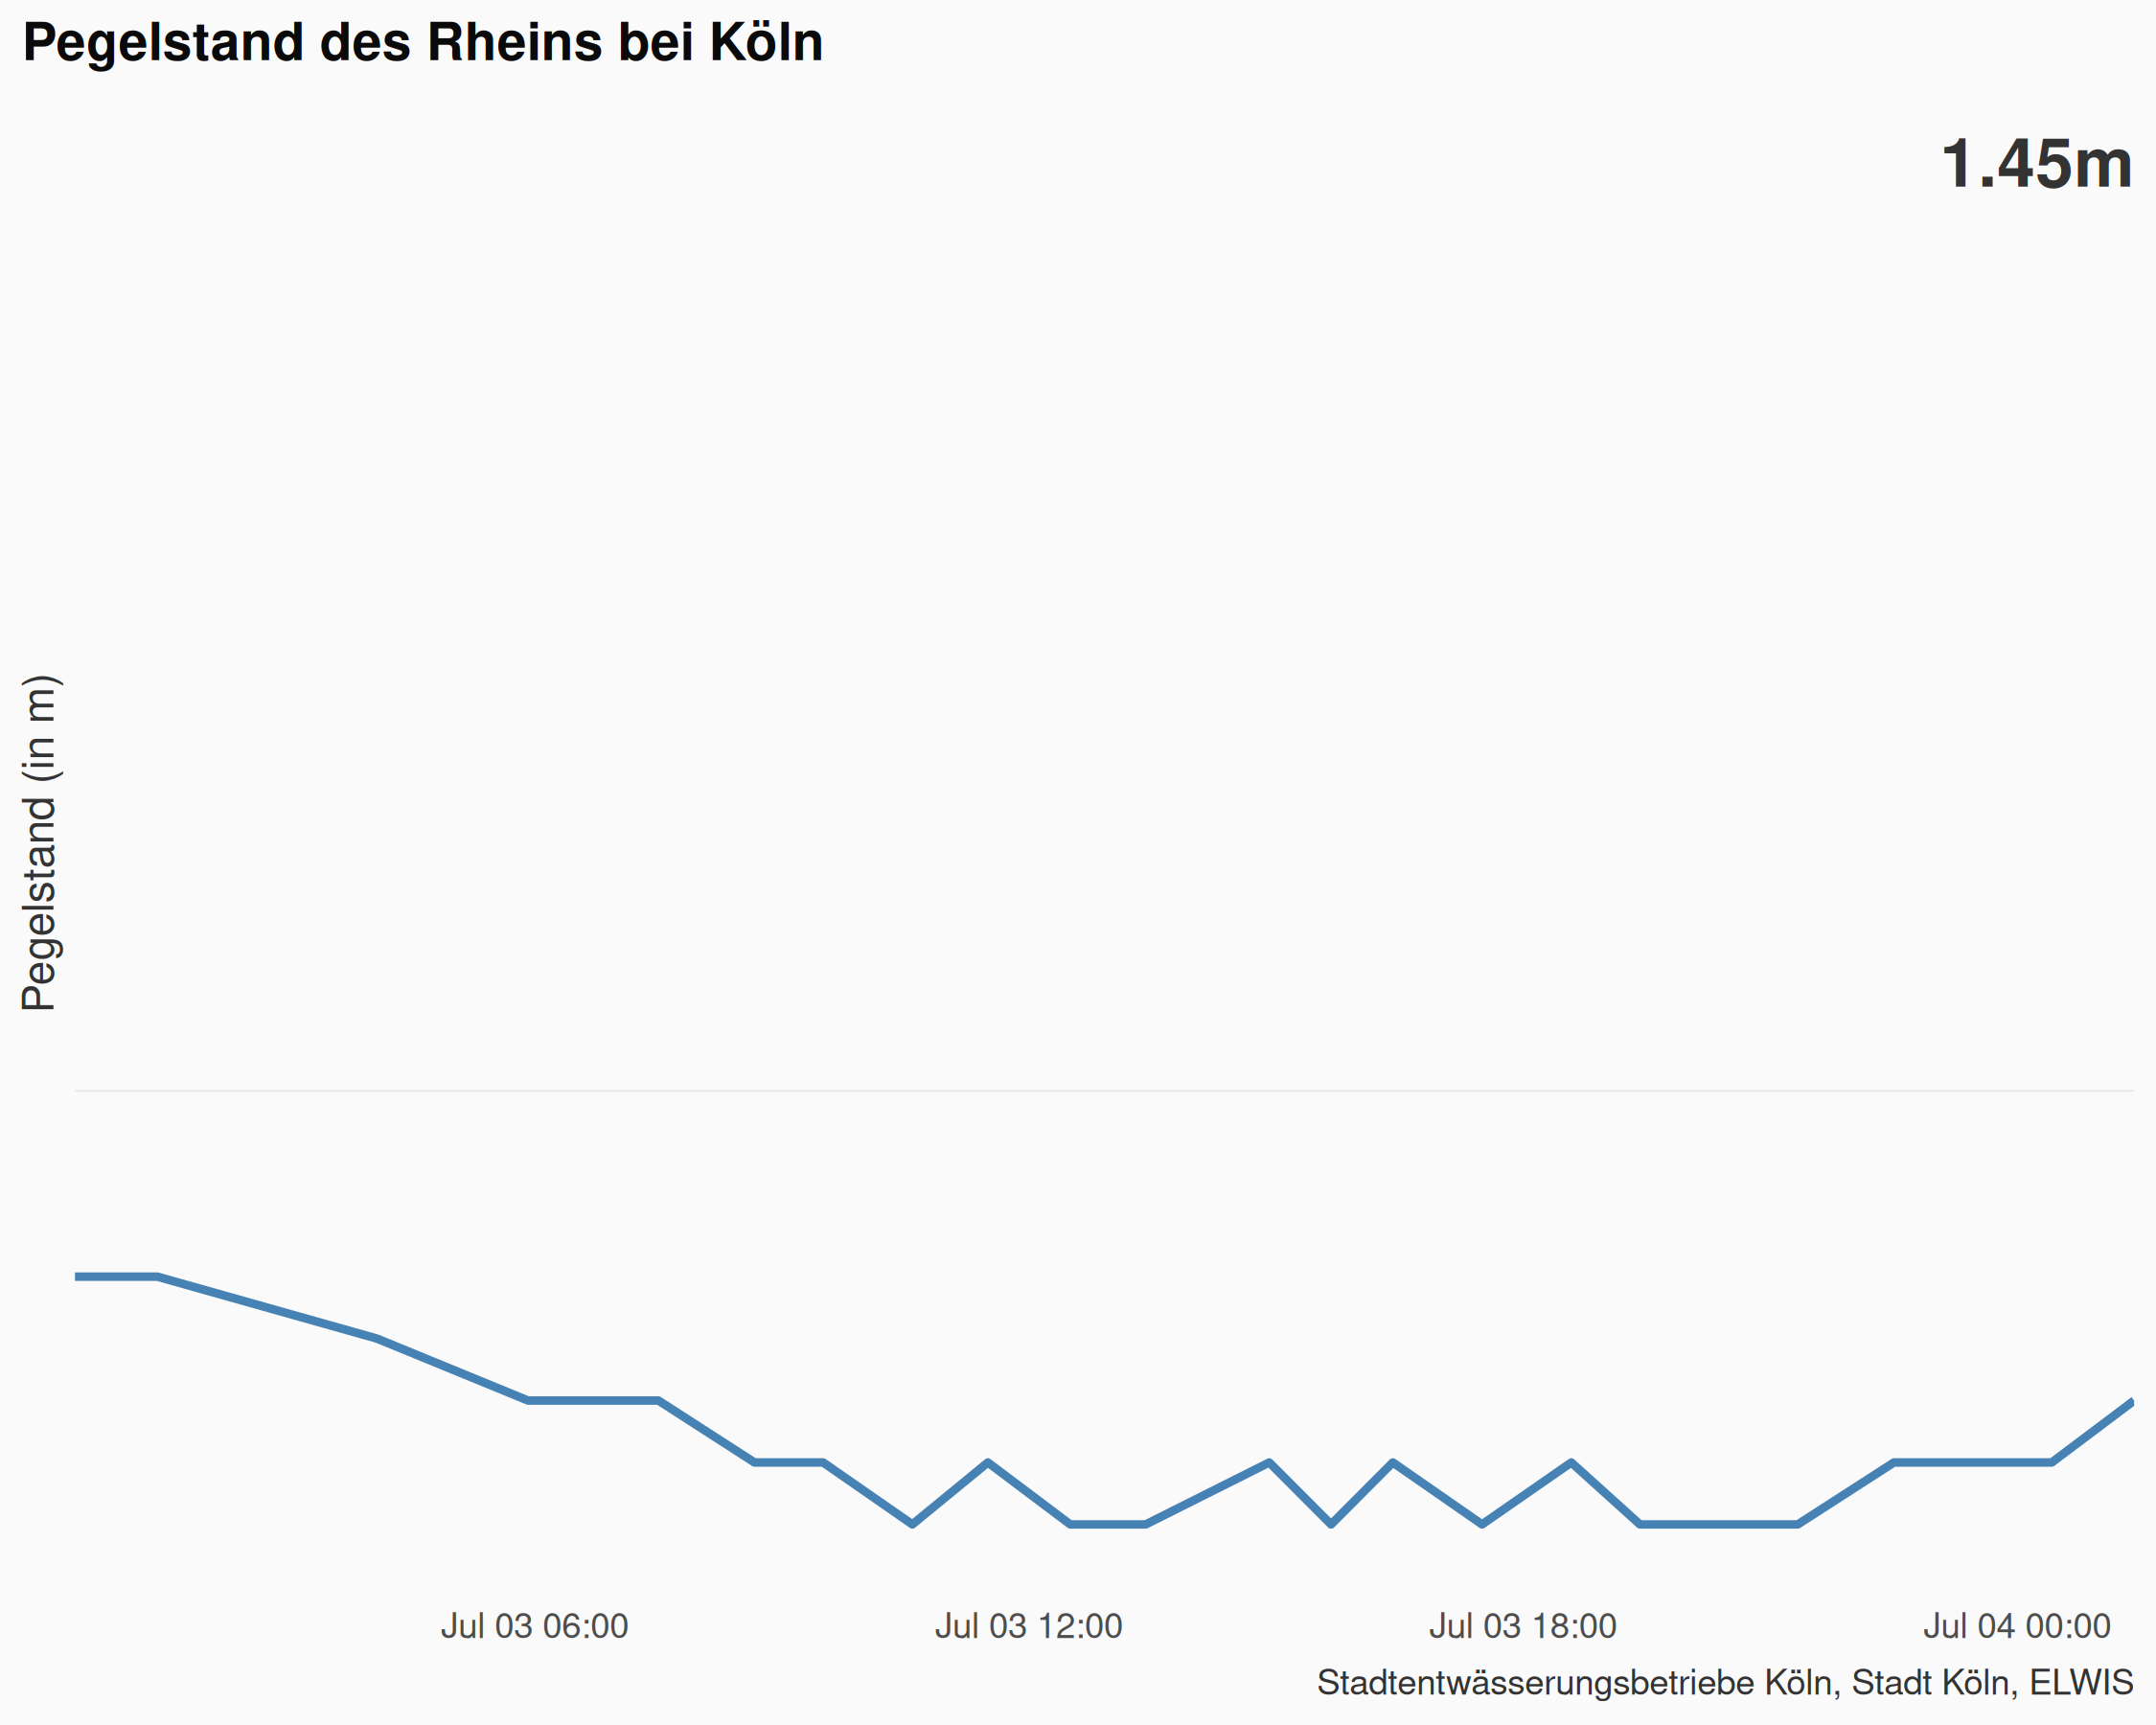 Pegelstand des Rheins bei Köln
1.45m
Pegelstand (in m)
Jul 03 06:00
Jul 03 12:00
Jul 03 18:00
Jul 04 00:00
Stadtentwässerungsbetriebe Köln, Stadt Köln, ELWIS